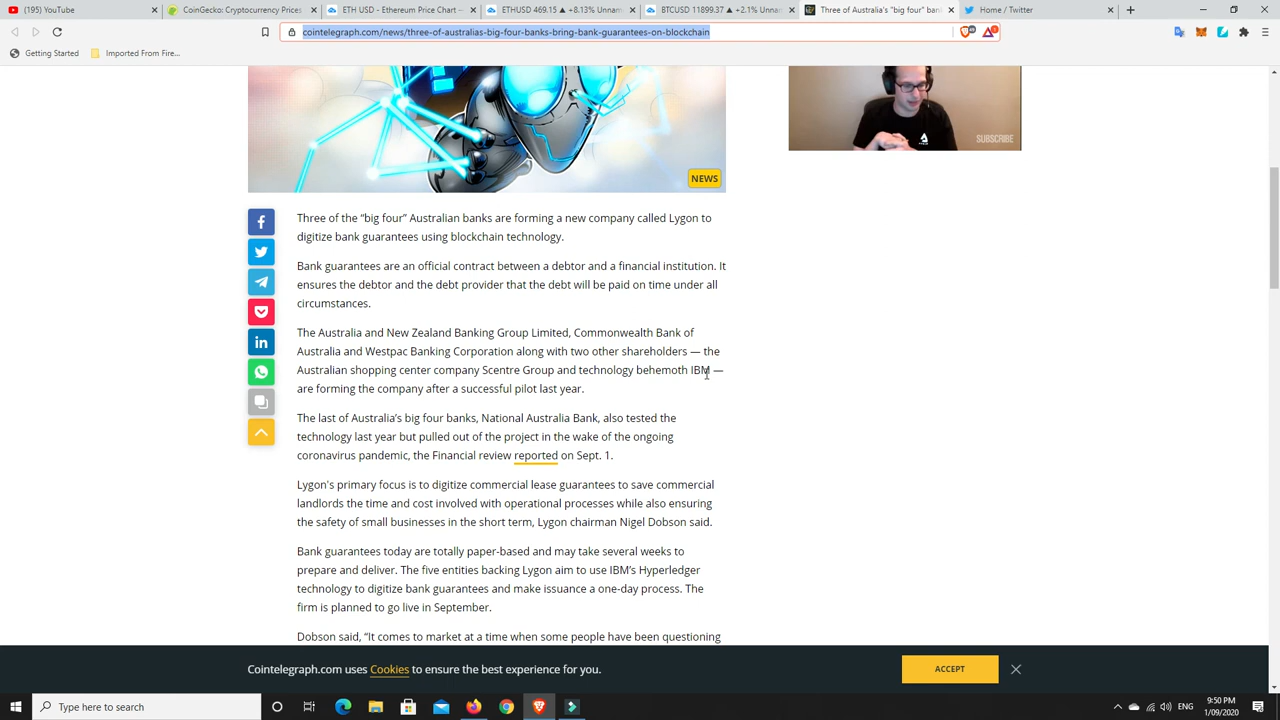 (195) YouTube
CoinGecko: Cryptocurrency Prices
ETH USD - Ethereum Price Chart —
ETHUSD 469.15 ▲ +8.13% Unnam
BTCUSD 11899.37 ▲ +2.1% Unnam
Three of Australia's "big four" ban
Home / Twitter
cointelegraph.com/news/three-of-australias-big-four-banks-bring-bank-guarantees-on-blockchain
Getting Started
Imported From Fire...
SUBSCRIBE
NEWS
Three of the “big four” Australian banks are forming a new company called Lygon to
digitize bank guarantees using blockchain technology.
Bank guarantees are an official contract between a debtor and a financial institution. It
ensures the debtor and the debt provider that the debt will be paid on time under all
circumstances.
The Australia and New Zealand Banking Group Limited, Commonwealth Bank of
Australia and Westpac Banking Corporation along with two other shareholders — the
Australian shopping center company Scentre Group and technology behemoth IBM —
are forming the company after a successful pilot last year.
The last of Australia’s big four banks, National Australia Bank, also tested the
technology last year but pulled out of the project in the wake of the ongoing
coronavirus pandemic, the Financial review reported on Sept. 1.
Lygon's primary focus is to digitize commercial lease guarantees to save commercial
landlords the time and cost involved with operational processes while also ensuring
the safety of small businesses in the short term, Lygon chairman Nigel Dobson said.
Bank guarantees today are totally paper-based and may take several weeks to
prepare and deliver. The five entities backing Lygon aim to use IBM’s Hyperledger
technology to digitize bank guarantees and make issuance a one-day process. The
firm is planned to go live in September.
Dobson said, “It comes to market at a time when some people have been questioning
Cointelegraph.com uses Cookies to ensure the best experience for you.
ACCEPT
Type here to search
ENG
9:50 PM
1/09/2020